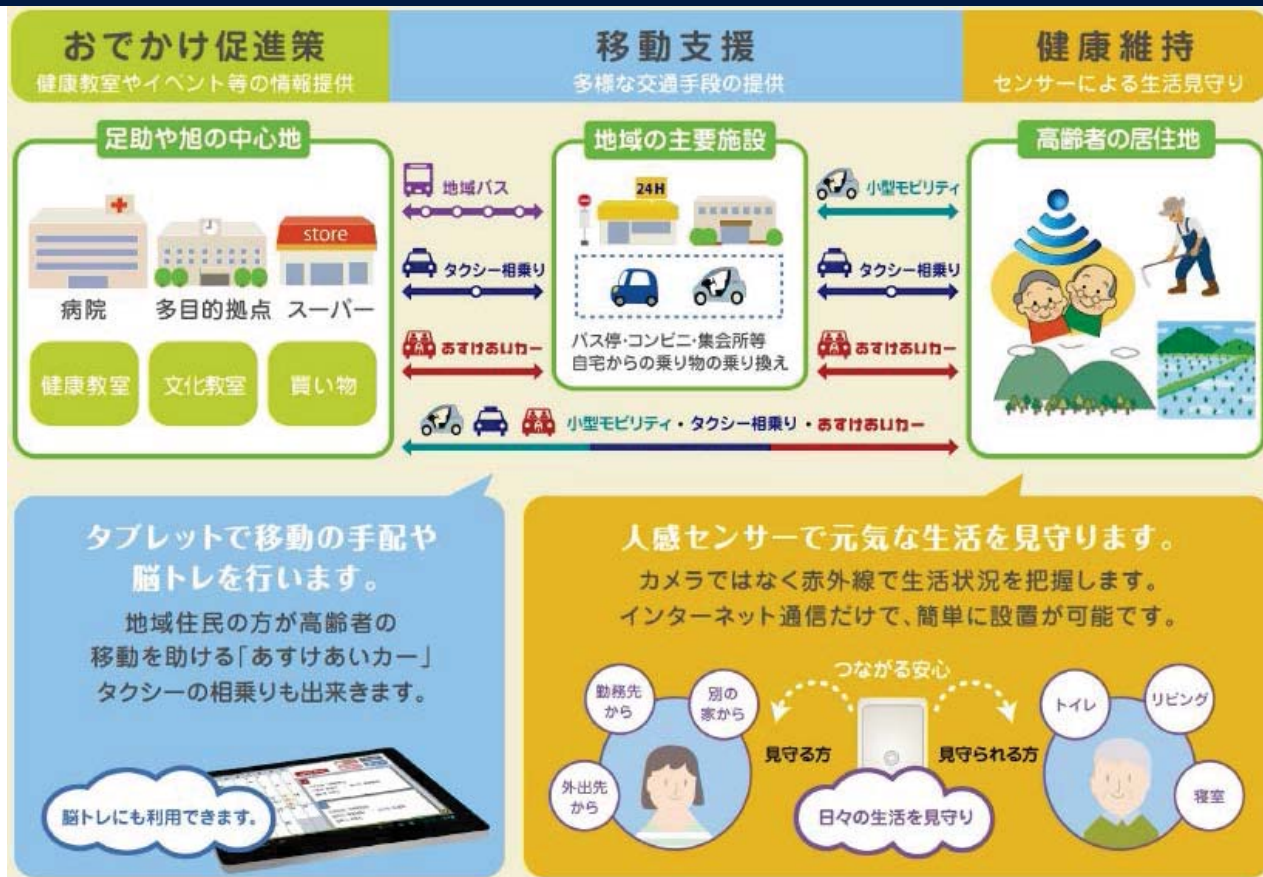 おでかけ促進策
健康教室やイベント等の情報提供
移動支援
多様な交通手段の提供
健康維持
センサーによる生活見守り
足助や旭の中心地
store
病院
多目的拠点
スーパー
健康教室
文化教室
買い物
地域バス
タクシー相乗り
あすけあいカー
地域の主要施設
24H
バス停・コンビニ・集会所等
自宅からの乗り物の乗り換え
小型モビリティ
タクシー相乗り
あすけあいカー
小型モビリティ・タクシー相乗り・あすけあいカー
高齢者の居住地
タブレットで移動の手配や
脳トレを行います。
地域住民の方が高齢者の
移動を助ける「あすけあいカー」
タクシーの相乗りも出来きます。
脳トレにも利用できます。
人感センサーで元気な生活を見守ります。
カメラではなく赤外線で生活状況を把握します。
インターネット通信だけで、簡単に設置が可能です。
つながる安心
勤務先
から
別の
家から
外出先
から
見守る方
見守られる方
日々の生活を見守り
トイレ
リビング
寝室